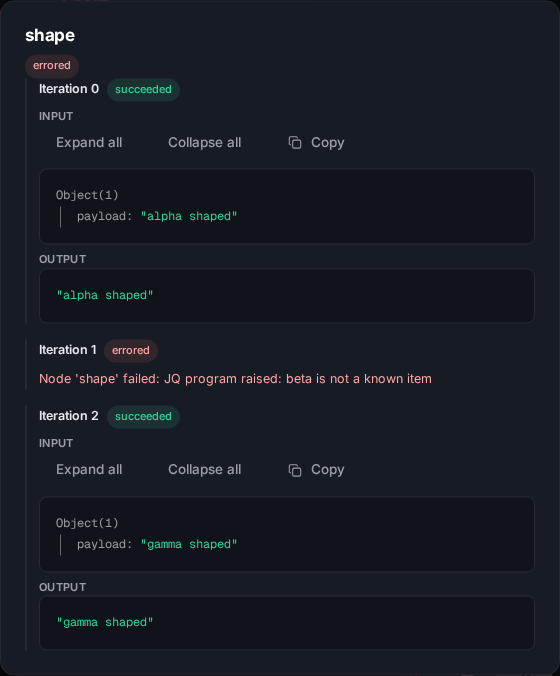 shape
errored
Iteration 0 succeeded
INPUT
Expand all Collapse all Copy
Object(1)
payload: "alpha shaped"
OUTPUT
"alpha shaped"
Iteration 1 errored
Node 'shape' failed: JQ program raised: beta is not a known item
Iteration 2 succeeded
INPUT
Expand all Collapse all Copy
Object(1)
payload: "gamma shaped"
OUTPUT
"gamma shaped"